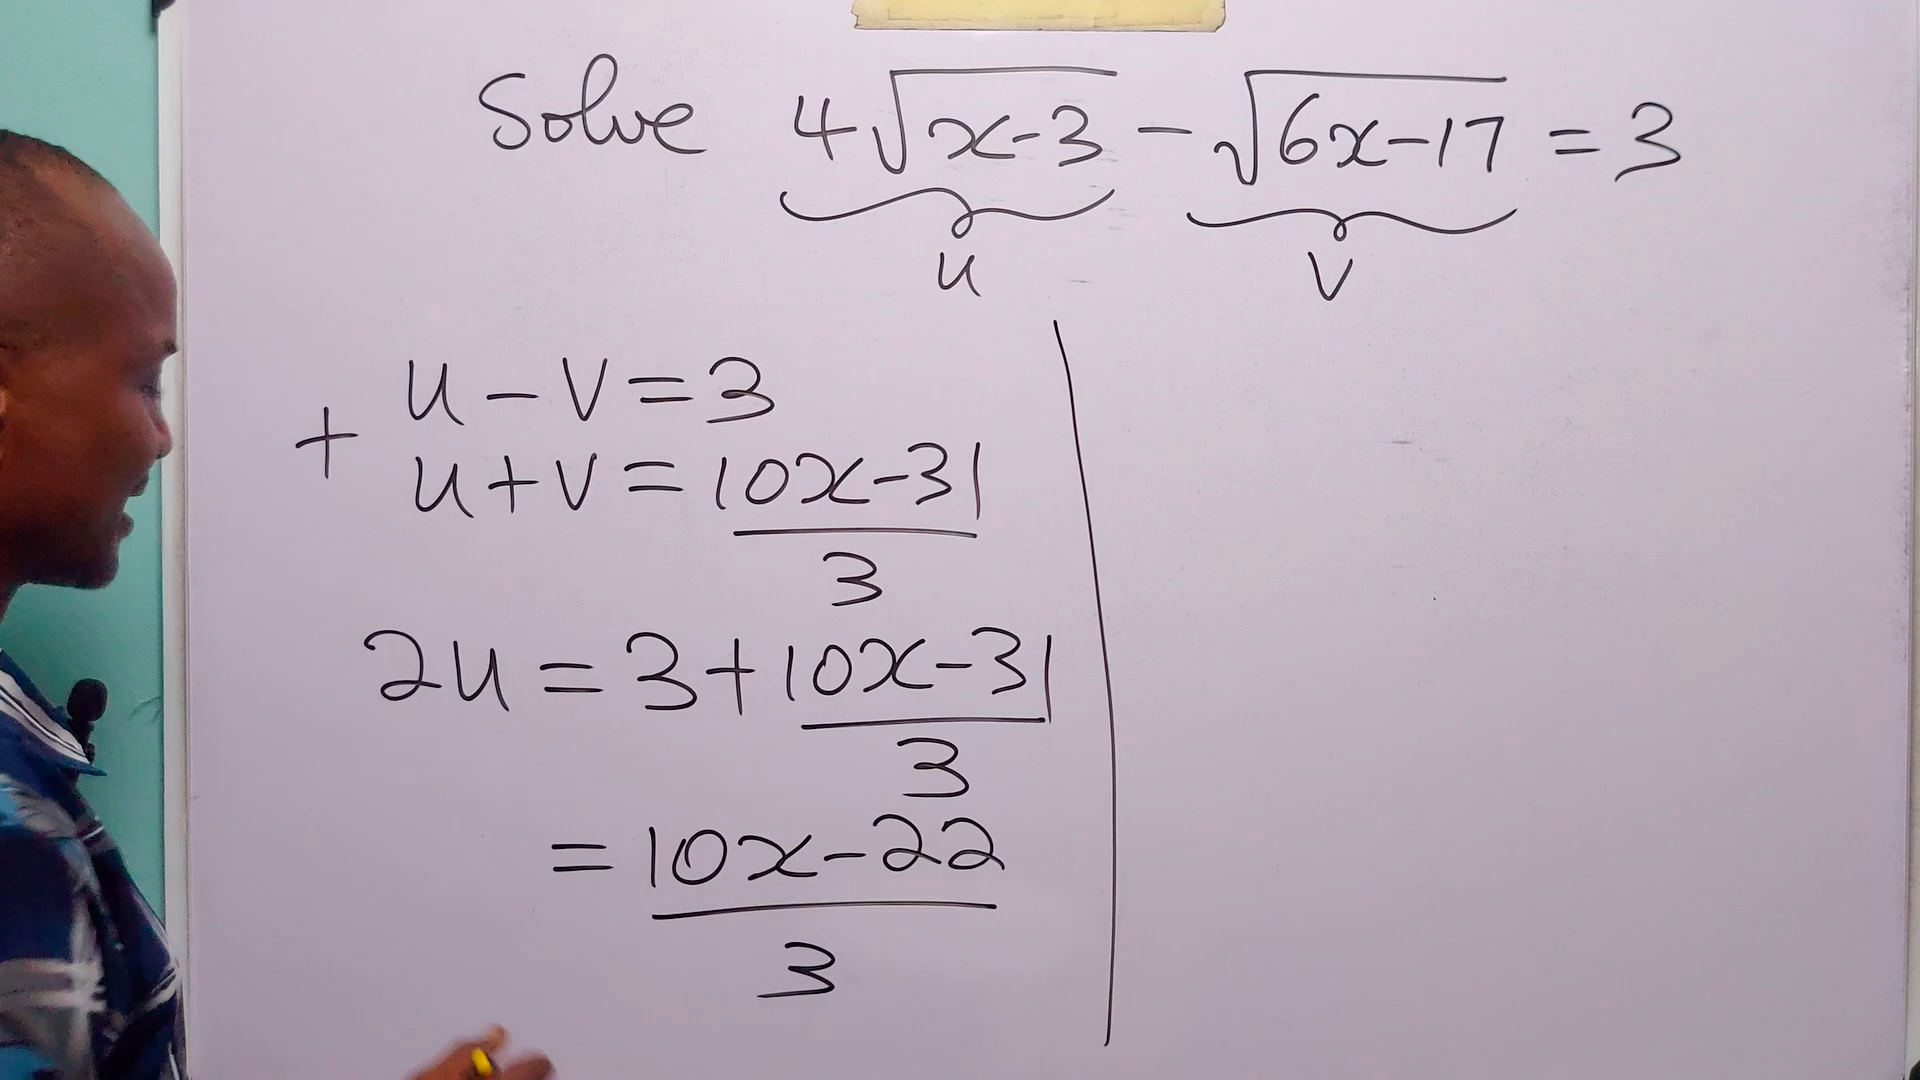 Solve 4√(x-3) - √(6x-17) = 3
u v
u - v = 3
+
u + v = (10x-31)/3
2u = 3 + (10x-31)/3
= (10x-22)/3